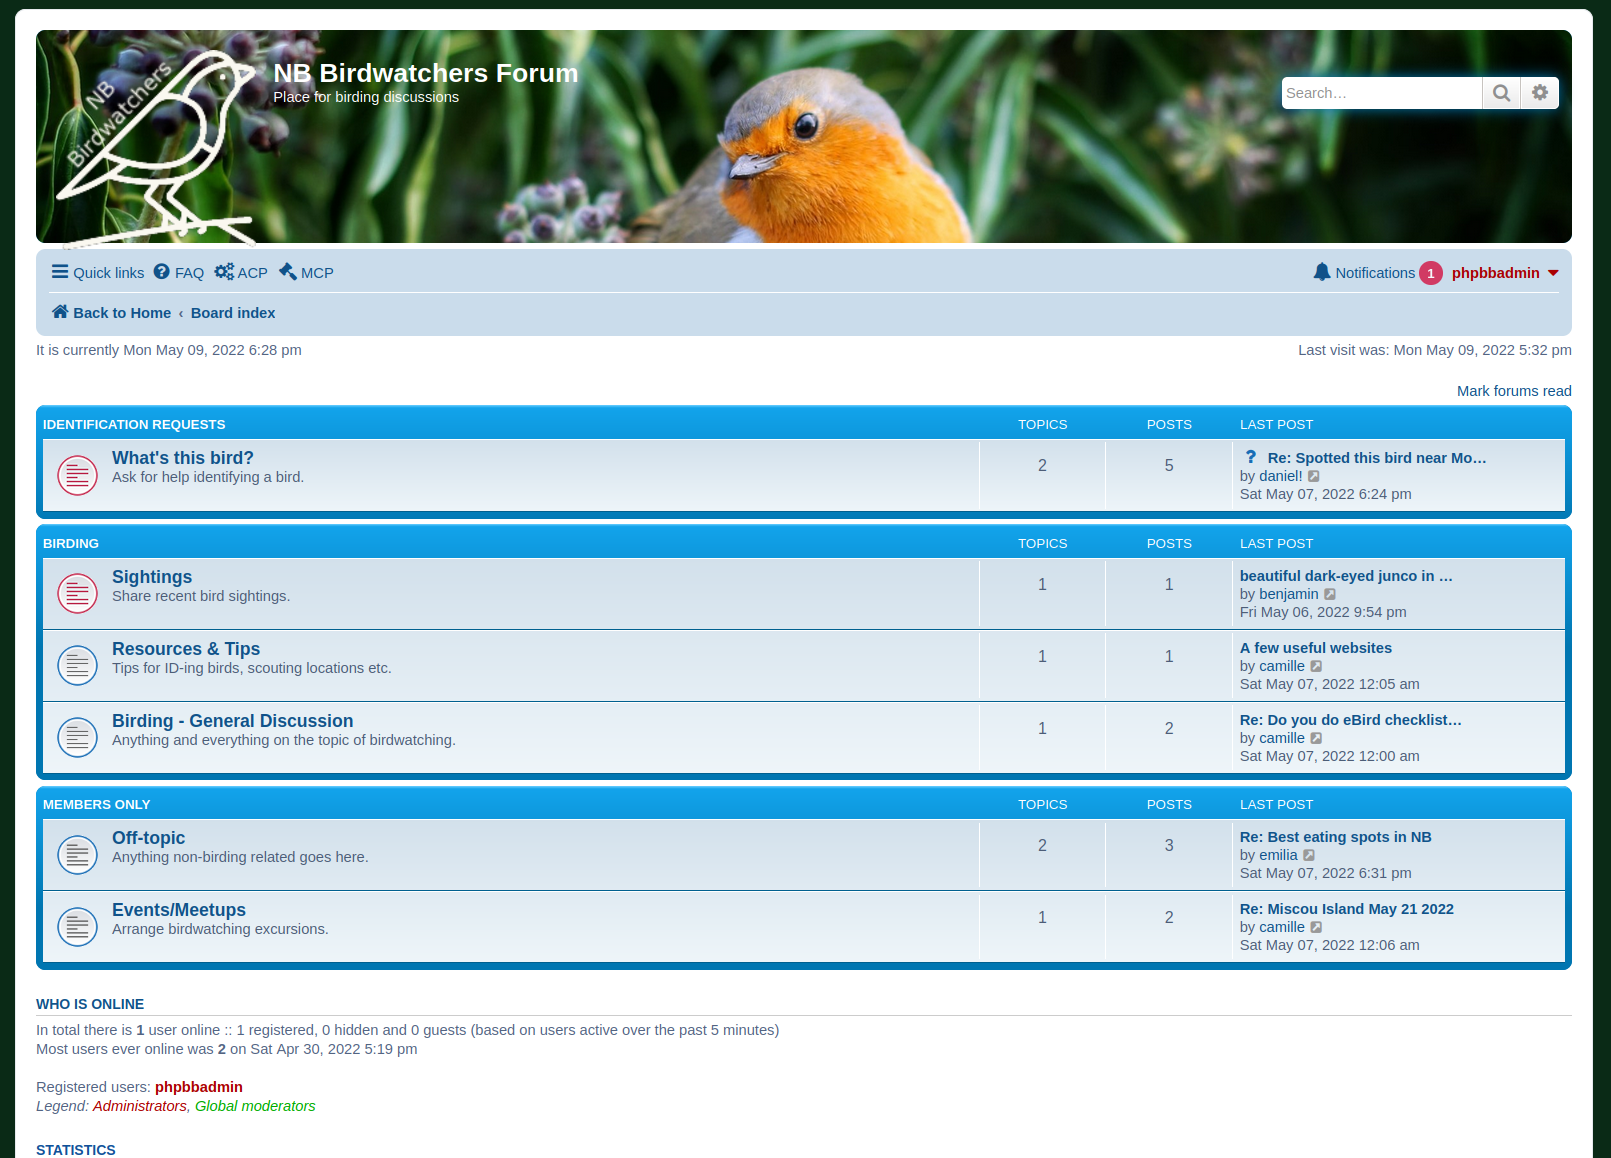 NB
Birdwatchers
NB Birdwatchers Forum
Place for birding discussions
Search…
Quick links FAQ ACP MCP
Notifications 1 phpbbadmin
Back to Home ‹ Board index
It is currently Mon May 09, 2022 6:28 pm
Last visit was: Mon May 09, 2022 5:32 pm
Mark forums read
IDENTIFICATION REQUESTS TOPICS POSTS LAST POST
What's this bird?
Ask for help identifying a bird.
2 5
? Re: Spotted this bird near Mo…
by daniel!
Sat May 07, 2022 6:24 pm
BIRDING TOPICS POSTS LAST POST
Sightings
Share recent bird sightings.
1 1
beautiful dark-eyed junco in …
by benjamin
Fri May 06, 2022 9:54 pm
Resources & Tips
Tips for ID-ing birds, scouting locations etc.
1 1
A few useful websites
by camille
Sat May 07, 2022 12:05 am
Birding - General Discussion
Anything and everything on the topic of birdwatching.
1 2
Re: Do you do eBird checklist…
by camille
Sat May 07, 2022 12:00 am
MEMBERS ONLY TOPICS POSTS LAST POST
Off-topic
Anything non-birding related goes here.
2 3
Re: Best eating spots in NB
by emilia
Sat May 07, 2022 6:31 pm
Events/Meetups
Arrange birdwatching excursions.
1 2
Re: Miscou Island May 21 2022
by camille
Sat May 07, 2022 12:06 am
WHO IS ONLINE
In total there is 1 user online :: 1 registered, 0 hidden and 0 guests (based on users active over the past 5 minutes)
Most users ever online was 2 on Sat Apr 30, 2022 5:19 pm
Registered users: phpbbadmin
Legend: Administrators, Global moderators
STATISTICS